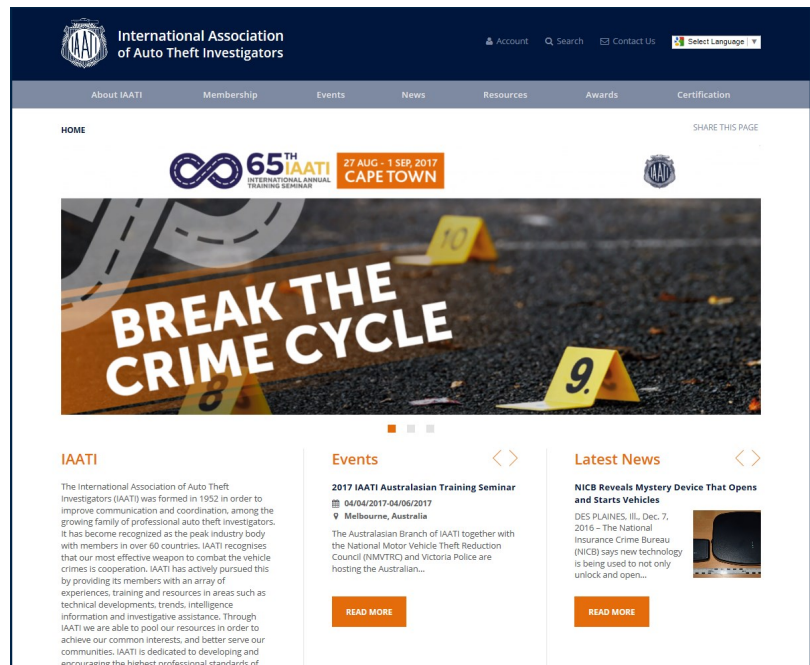 IAATI
International Association
of Auto Theft Investigators
Account
Search
Contact Us
Select Language
About IAATI
Membership
Events
News
Resources
Awards
Certification
HOME
SHARE THIS PAGE
65TH IAATI
INTERNATIONAL ANNUAL
TRAINING SEMINAR
27 AUG - 1 SEP, 2017
CAPE TOWN
IAATI
10
BREAK THE
CRIME CYCLE
8
9.
IAATI
The International Association of Auto Theft
Investigators (IAATI) was formed in 1952 in order to
improve communication and coordination, among the
growing family of professional auto theft investigators.
It has become recognized as the peak industry body
with members in over 60 countries. IAATI recognises
that our most effective weapon to combat the vehicle
crimes is cooperation. IAATI has actively pursued this
by providing its members with an array of
experiences, training and resources in areas such as
technical developments, trends, intelligence
information and investigative assistance. Through
IAATI we are able to pool our resources in order to
achieve our common interests, and better serve our
communities. IAATI is dedicated to developing and
encouraging the highest professional standards of
Events
2017 IAATI Australasian Training Seminar
04/04/2017-04/06/2017
Melbourne, Australia
The Australasian Branch of IAATI together with
the National Motor Vehicle Theft Reduction
Council (NMVTRC) and Victoria Police are
hosting the Australian...
READ MORE
Latest News
NICB Reveals Mystery Device That Opens
and Starts Vehicles
DES PLAINES, Ill., Dec. 7,
2016 – The National
Insurance Crime Bureau
(NICB) says new technology
is being used to not only
unlock and open...
READ MORE